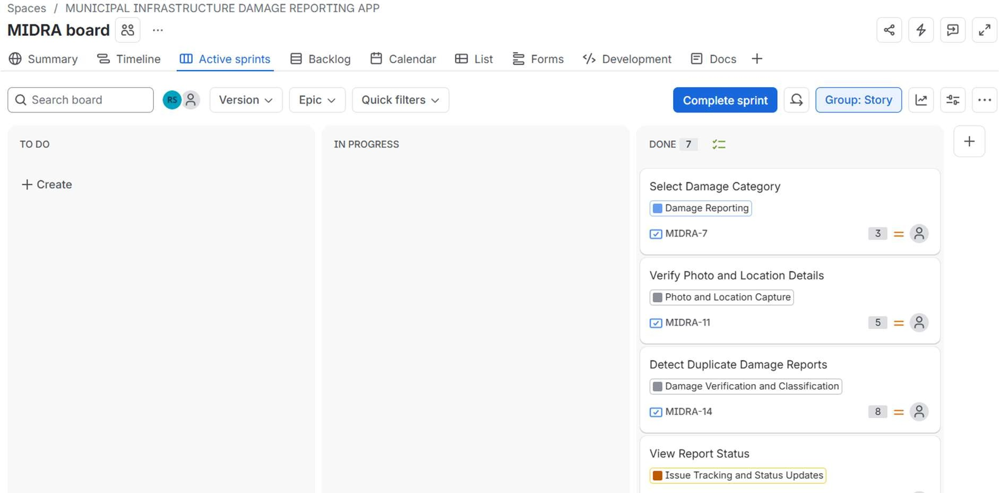 Spaces / MUNICIPAL INFRASTRUCTURE DAMAGE REPORTING APP
MIDRA board
Summary Timeline Active sprints Backlog Calendar List Forms Development Docs
Search board RS Version Epic Quick filters Complete sprint Group: Story
TO DO
Create
IN PROGRESS
DONE 7
Select Damage Category
Damage Reporting
MIDRA-7 3
Verify Photo and Location Details
Photo and Location Capture
MIDRA-11 5
Detect Duplicate Damage Reports
Damage Verification and Classification
MIDRA-14 8
View Report Status
Issue Tracking and Status Updates